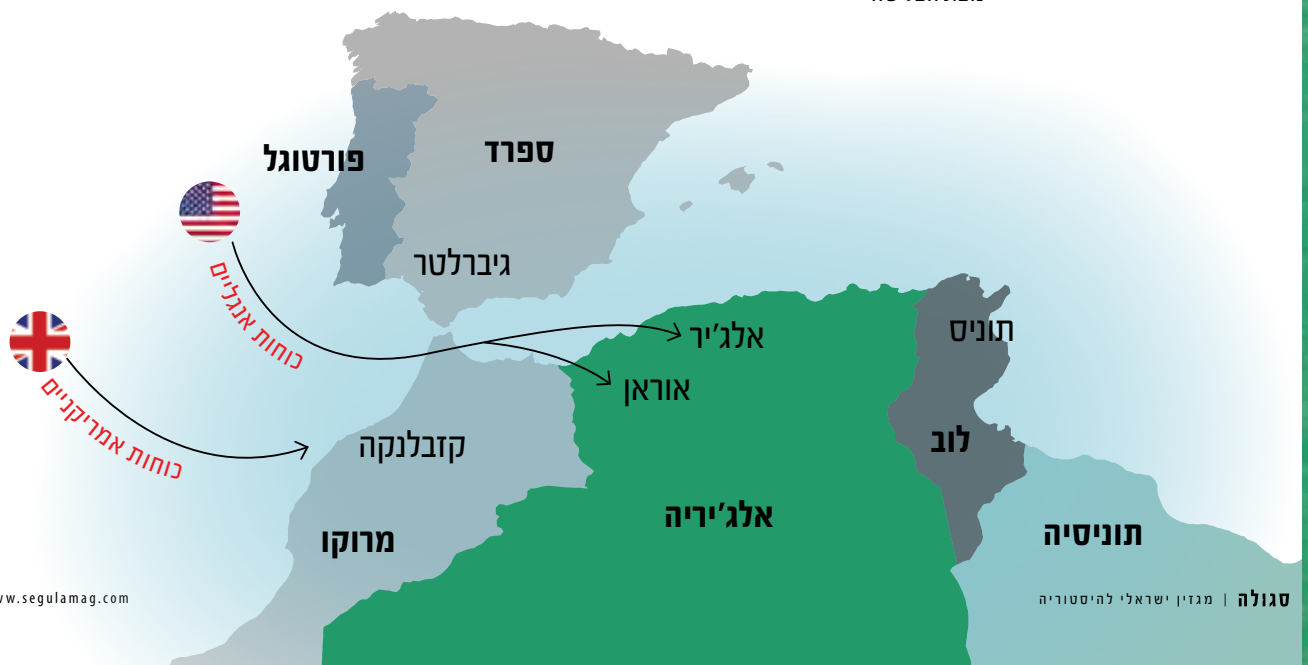 ספרד
פורטוגל
גיברלטר
כוחות אנגליים
תוניס
אלג'יר
אוראן
כוחות אמריקניים
קזבלנקה
לוב
אלג'יריה
תוניסיה
מרוקו
סגולה | מגזין ישראלי להיסטוריה
w.segulamag.com